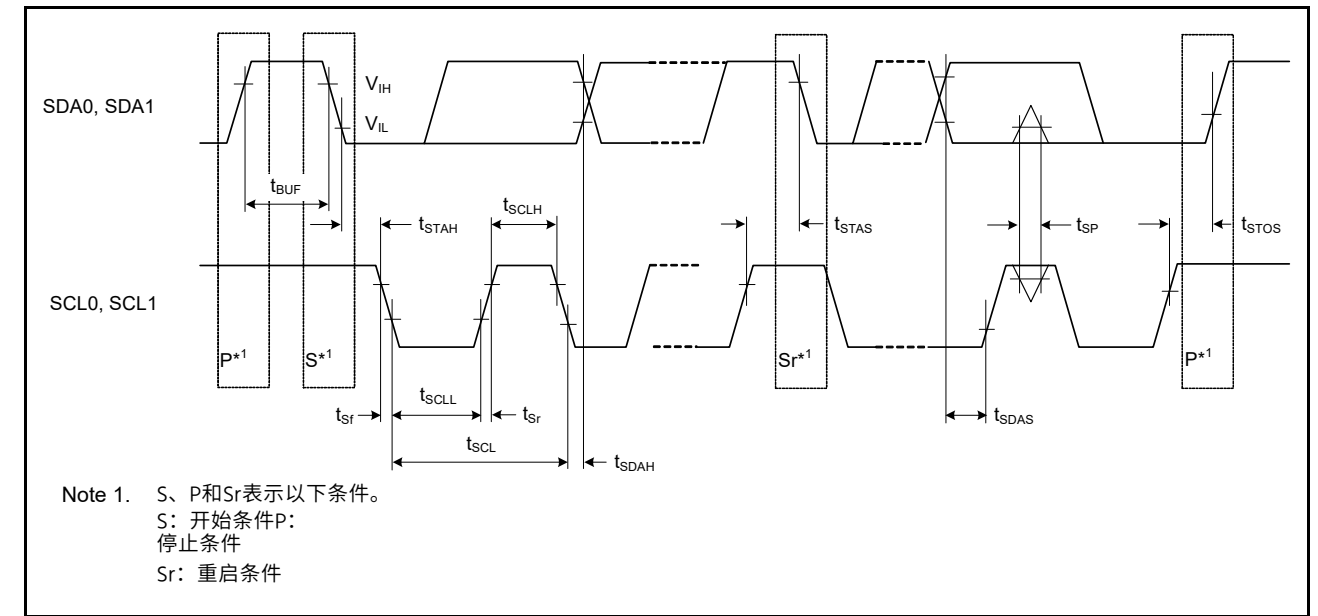 SDA0, SDA1
VIH
VIL
tBUF
tSTAH
tSCLH
tSTAS
tSP
tSTOS
SCL0, SCL1
P*1
S*1
Sr*1
P*1
tSf
tSCLL
tSr
tSCL
tSDAH
tSDAS
Note 1. S、P和Sr表示以下条件。
S：开始条件P：
停止条件
Sr：重启条件